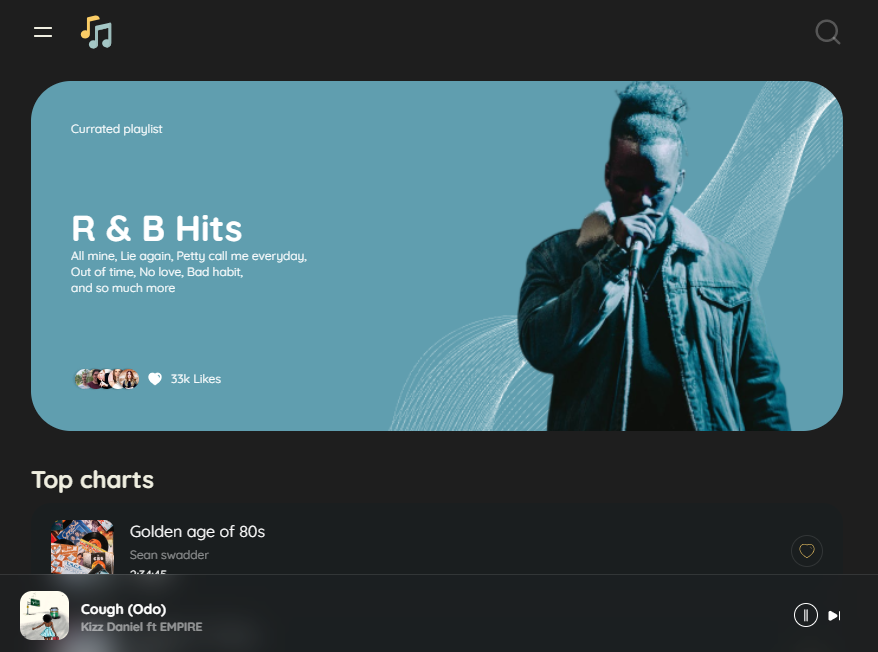 Currated playlist
R & B Hits
All mine, Lie again, Petty call me everyday,
Out of time, No love, Bad habit,
and so much more
33k Likes
Top charts
Golden age of 80s
Sean swadder
2:34:45
Cough (Odo)
Kizz Daniel ft EMPIRE